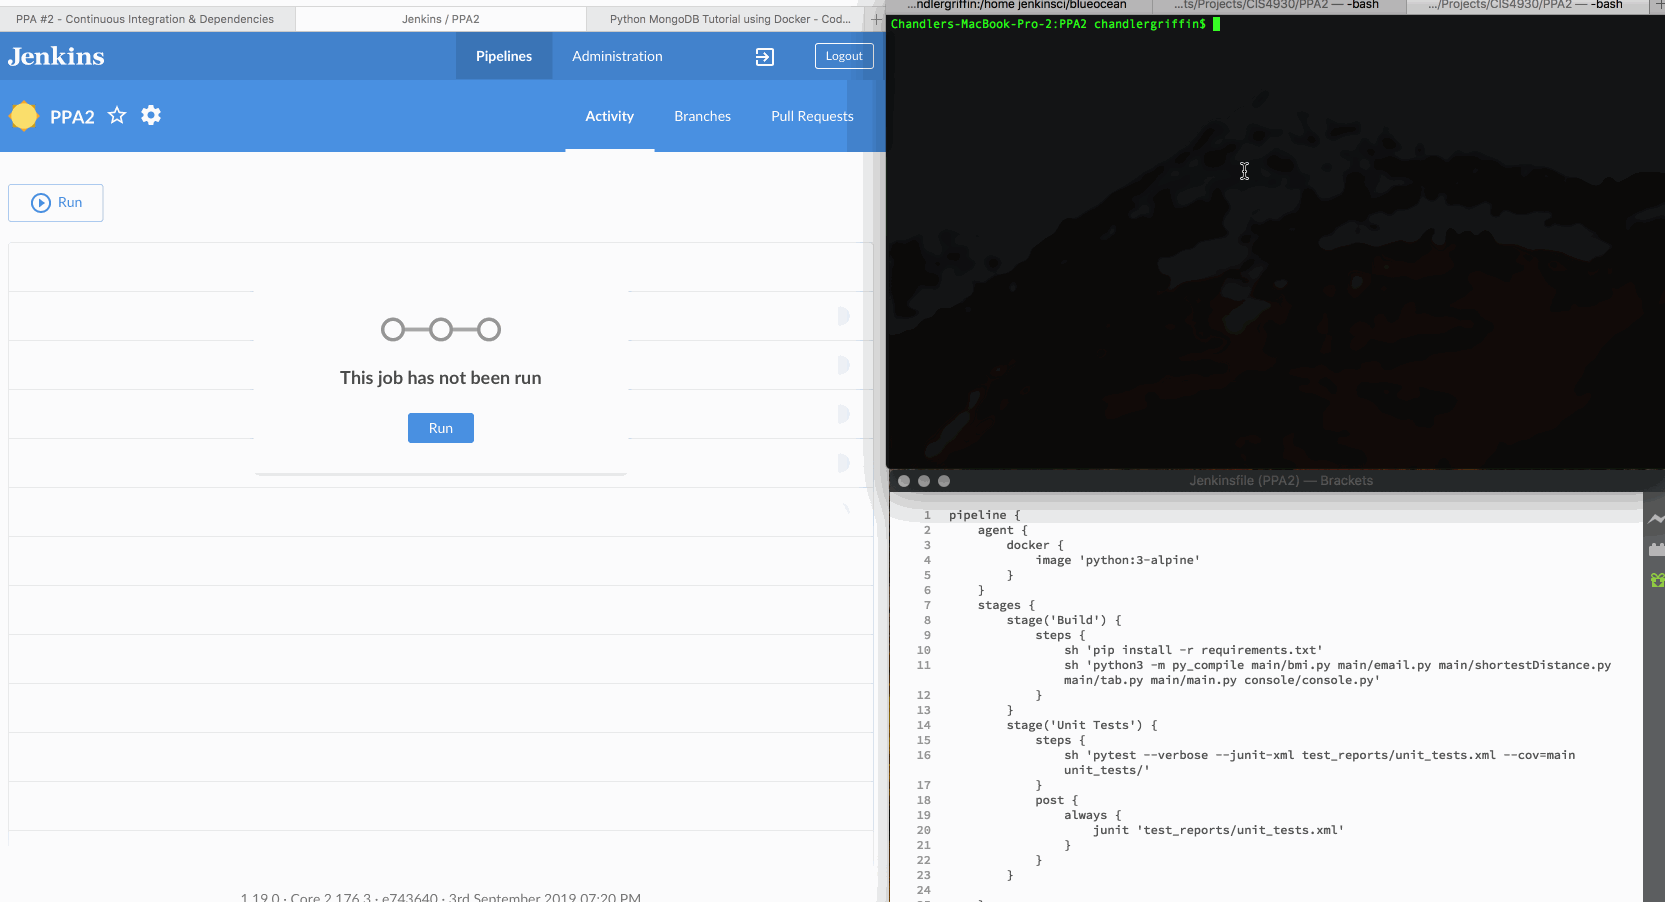 PPA #2 - Continuous Integration & Dependencies
Jenkins / PPA2
Python MongoDB Tutorial using Docker - Cod...
Jenkins
Pipelines
Administration
Logout
PPA2
Activity
Branches
Pull Requests
Run
This job has not been run
Run
1.19.0 · Core 2.176.3 · e743640 · 3rd September 2019 07:20 PM
...ndlergriffin:/home jenkinsci/blueocean
...ts/Projects/CIS4930/PPA2 — -bash
.../Projects/CIS4930/PPA2 — -bash
Chandlers-MacBook-Pro-2:PPA2 chandlergriffin$
Jenkinsfile (PPA2) — Brackets
1 pipeline {
2 agent {
3 docker {
4 image 'python:3-alpine'
5 }
6 }
7 stages {
8 stage('Build') {
9 steps {
10 sh 'pip install -r requirements.txt'
11 sh 'python3 -m py_compile main/bmi.py main/email.py main/shortestDistance.py
main/tab.py main/main.py console/console.py'
12 }
13 }
14 stage('Unit Tests') {
15 steps {
16 sh 'pytest --verbose --junit-xml test_reports/unit_tests.xml --cov=main
unit_tests/'
17 }
18 post {
19 always {
20 junit 'test_reports/unit_tests.xml'
21 }
22 }
23 }
24